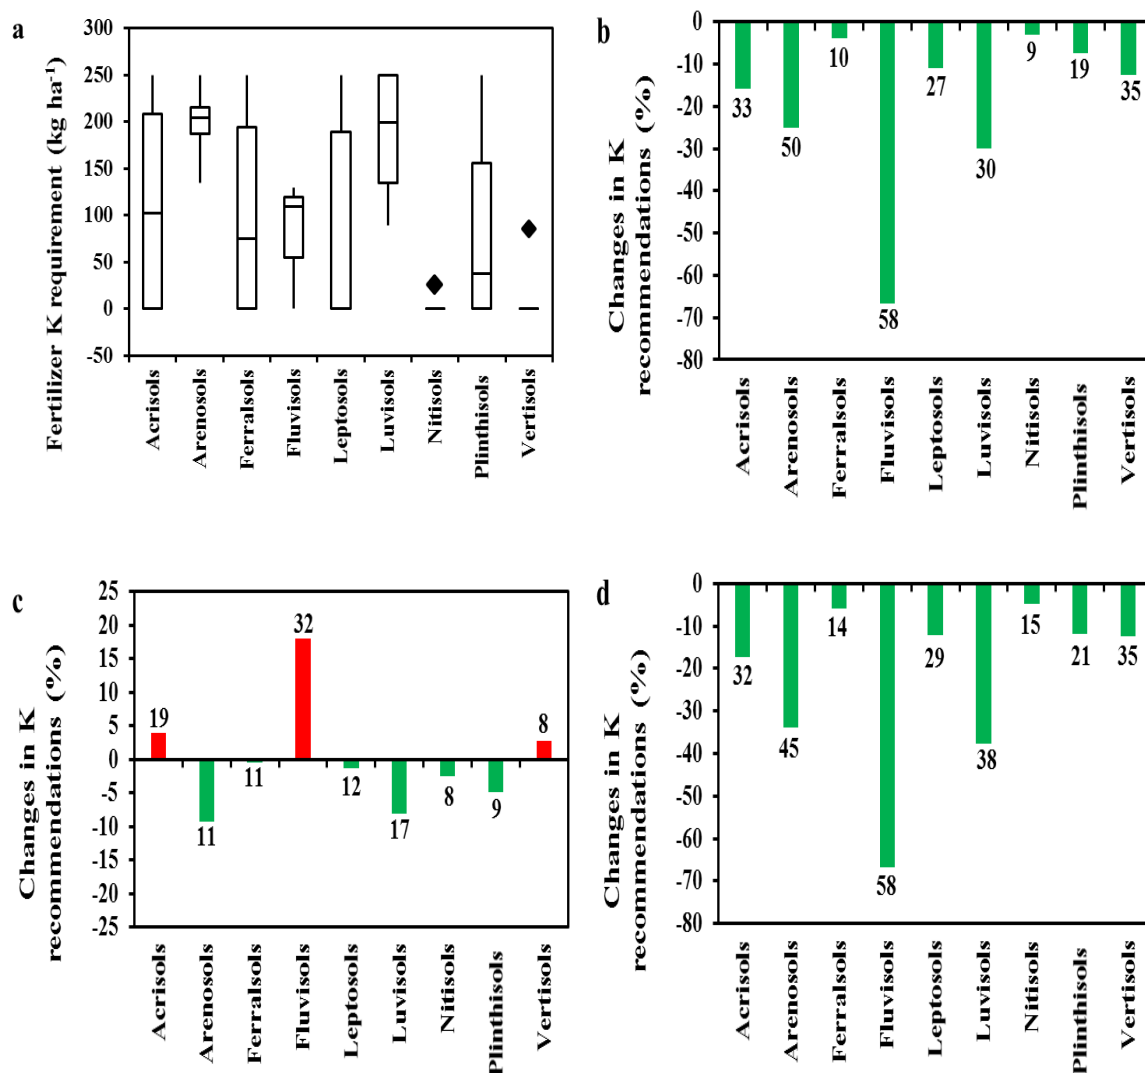 a
Fertilizer K requirement (kg ha⁻¹)
300
250
200
150
100
50
0
-50
Acrisols
Arenosols
Ferralsols
Fluvisols
Leptosols
Luvisols
Nitisols
Plinthisols
Vertisols
b
Changes in K
recommendations (%)
0
-10
-20
-30
-40
-50
-60
-70
-80
33
50
10
58
27
30
9
19
35
Acrisols
Arenosols
Ferralsols
Fluvisols
Leptosols
Luvisols
Nitisols
Plinthisols
Vertisols
c
Changes in K
recommendations (%)
25
20
15
10
5
0
-5
-10
-15
-20
-25
19
11
11
32
12
17
8
9
8
Acrisols
Arenosols
Ferralsols
Fluvisols
Leptosols
Luvisols
Nitisols
Plinthisols
Vertisol
d
Changes in K
recommendations (%)
0
-10
-20
-30
-40
-50
-60
-70
-80
32
45
14
58
29
38
15
21
35
Acrisols
Arenosols
Ferralsols
Fluvisols
Leptosols
Luvisols
Nitisols
Plinthisols
Vertisols